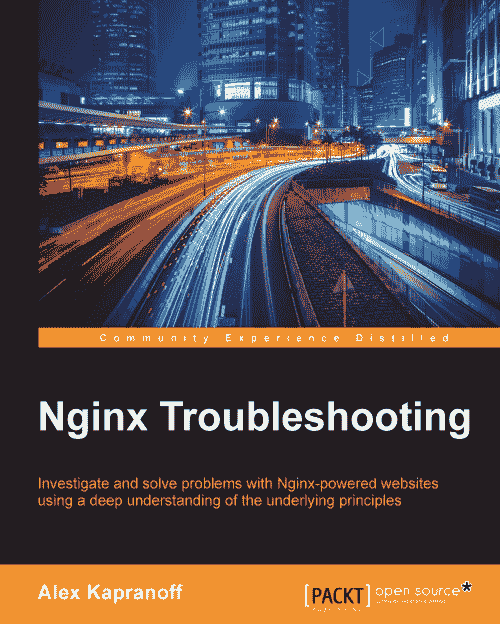 Community Experience Distilled
Nginx Troubleshooting
Investigate and solve problems with Nginx-powered websites
using a deep understanding of the underlying principles
Alex Kapranoff
[PACKT] open source*